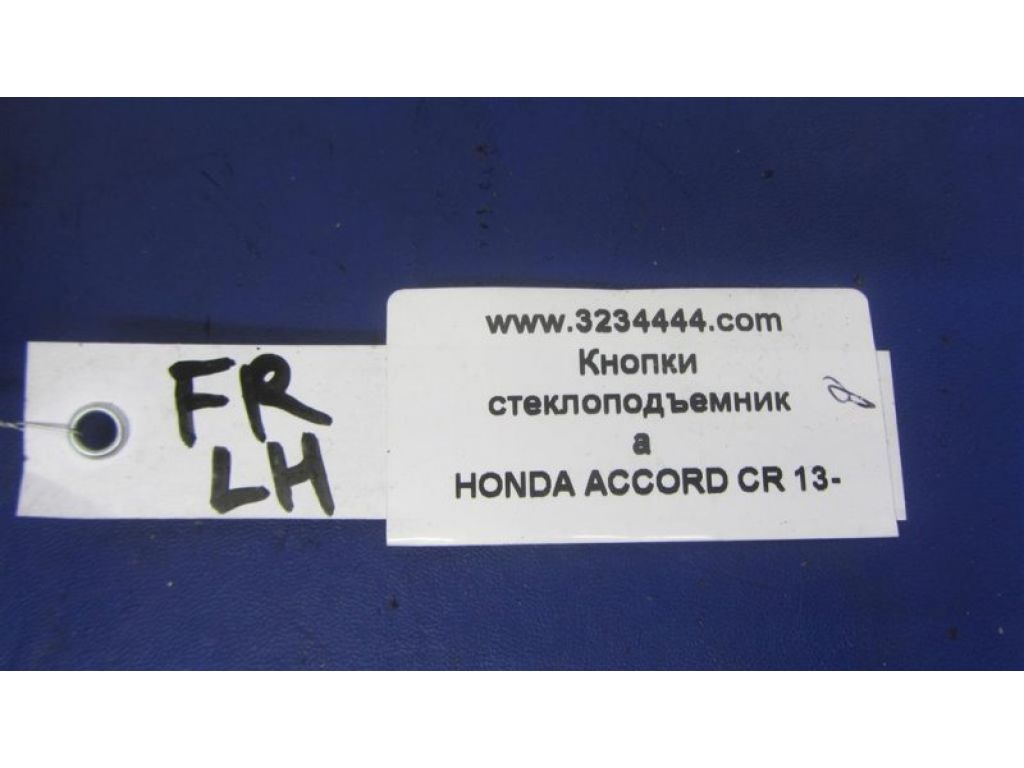 FR
LH
www.3234444.com
Кнопки
стеклоподъемник
а
HONDA ACCORD CR 13-